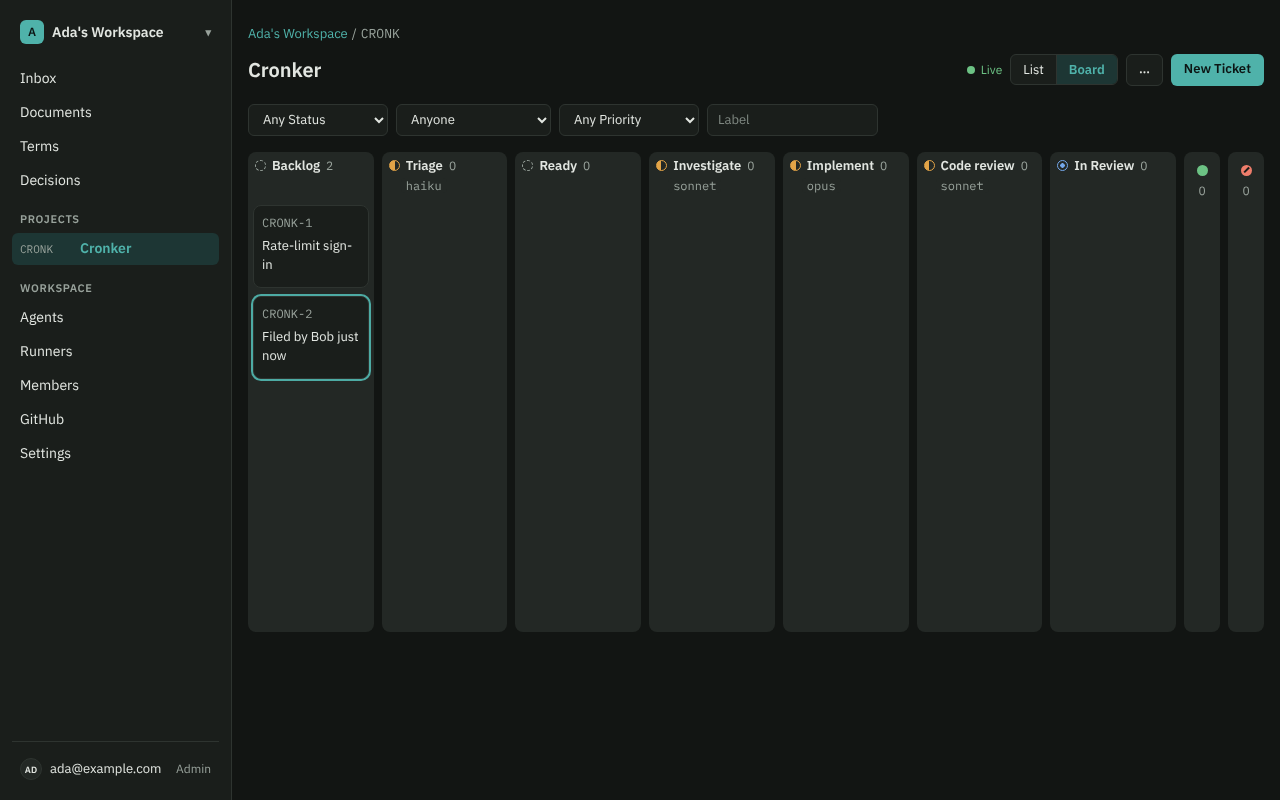 A Ada's Workspace ▾
Inbox
Documents
Terms
Decisions
PROJECTS
CRONK Cronker
WORKSPACE
Agents
Runners
Members
GitHub
Settings
AD ada@example.com Admin
Ada's Workspace / CRONK
Cronker
Live
List
Board
...
New Ticket
Any Status
Anyone
Any Priority
Label
Backlog 2
CRONK-1
Rate-limit sign-
in
CRONK-2
Filed by Bob just
now
Triage 0
haiku
Ready 0
Investigate 0
sonnet
Implement 0
opus
Code review 0
sonnet
In Review 0
0
0